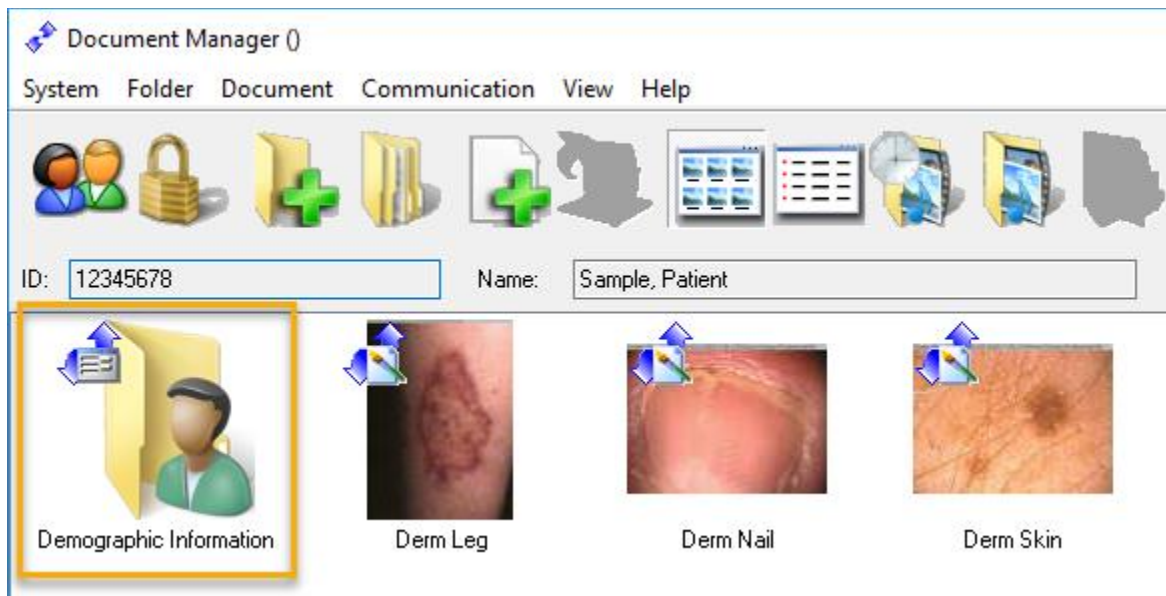 Document Manager ()
System Folder Document Communication View Help
ID: 12345678 Name: Sample, Patient
Demographic Information Derm Leg Derm Nail Derm Skin